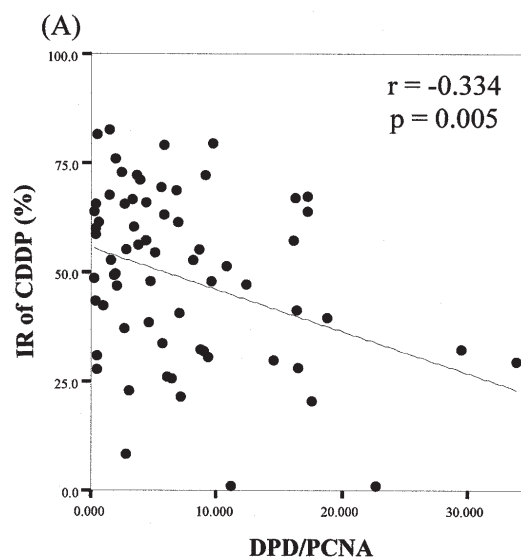 (A)
100.0
r = -0.334
p = 0.005
75.0
IR of CDDP (%)
50.0
25.0
0.0
0.000
10.000
20.000
30.000
DPD/PCNA